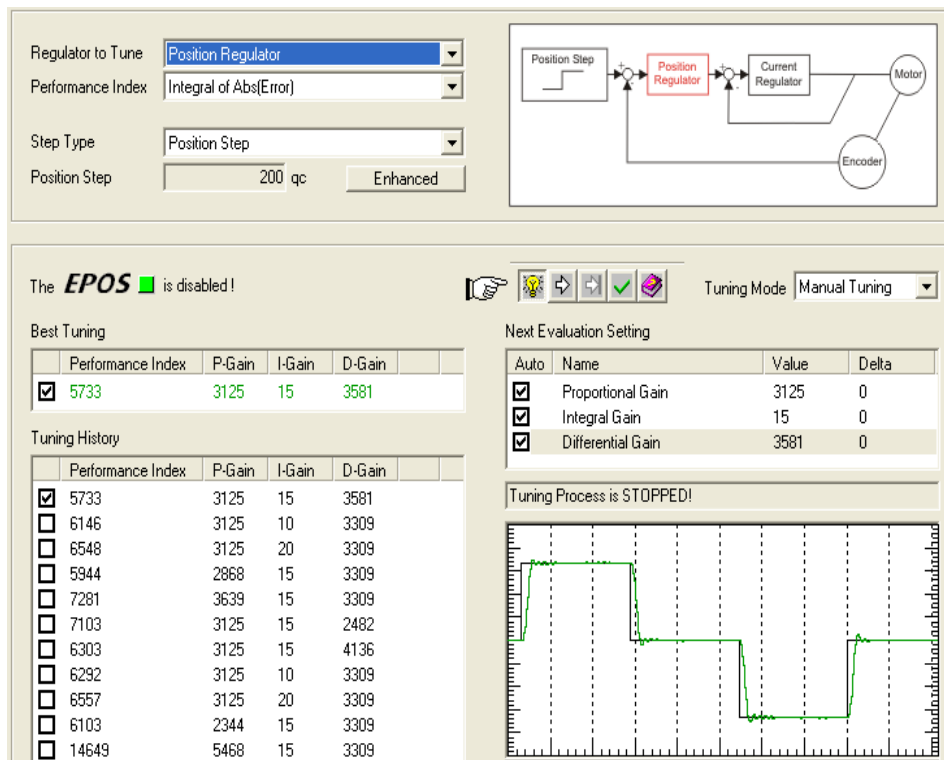 Regulator to Tune Position Regulator
Performance Index Integral of Abs(Error)
Step Type Position Step
Position Step 200 qc Enhanced
Position Step
Position Regulator
Current Regulator
Motor
Encoder
+
-
+
-
The EPOS is disabled !
Tuning Mode Manual Tuning
Best Tuning
Performance Index P-Gain I-Gain D-Gain
5733 3125 15 3581
Tuning History
Performance Index P-Gain I-Gain D-Gain
5733 3125 15 3581
6146 3125 10 3309
6548 3125 20 3309
5944 2868 15 3309
7281 3639 15 3309
7103 3125 15 2482
6303 3125 15 4136
6292 3125 10 3309
6557 3125 20 3309
6103 2344 15 3309
14649 5468 15 3309
Next Evaluation Setting
Auto Name Value Delta
Proportional Gain 3125 0
Integral Gain 15 0
Differential Gain 3581 0
Tuning Process is STOPPED!